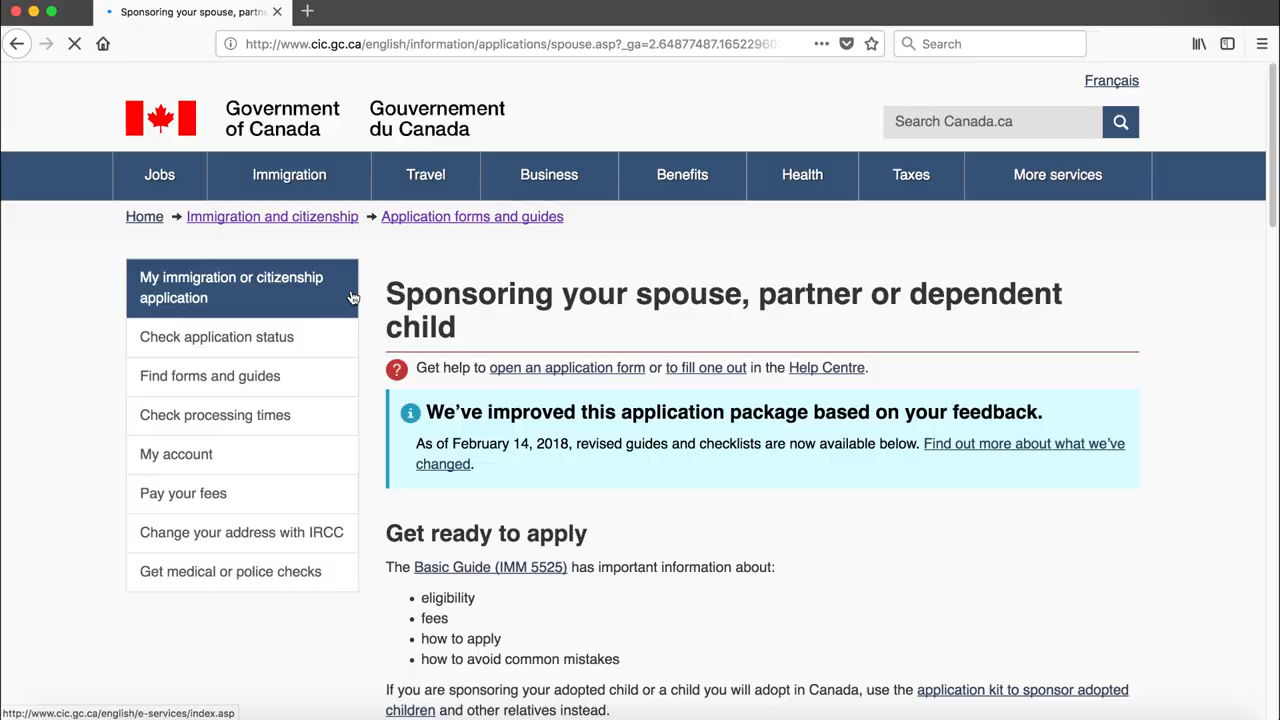 Sponsoring your spouse, partn
http://www.cic.gc.ca/english/information/applications/spouse.asp?_ga=2.64877487.16522960
Search
Français
Government of Canada
Gouvernement du Canada
Search Canada.ca
Jobs
Immigration
Travel
Business
Benefits
Health
Taxes
More services
Home
Immigration and citizenship
Application forms and guides
My immigration or citizenship
application
Check application status
Find forms and guides
Check processing times
My account
Pay your fees
Change your address with IRCC
Get medical or police checks
Sponsoring your spouse, partner or dependent
child
Get help to open an application form or to fill one out in the Help Centre.
We've improved this application package based on your feedback.
As of February 14, 2018, revised guides and checklists are now available below. Find out more about what we've
changed.
Get ready to apply
The Basic Guide (IMM 5525) has important information about:
• eligibility
• fees
• how to apply
• how to avoid common mistakes
If you are sponsoring your adopted child or a child you will adopt in Canada, use the application kit to sponsor adopted
children and other relatives instead.
http://www.cic.gc.ca/english/e-services/index.asp